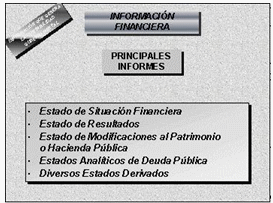 INFORMACIÓN
FINANCIERA
PRINCIPALES
INFORMES
· Estado de Situación Financiera
· Estado de Resultados
· Estado de Modificaciones al Patrimonio
o Hacienda Pública
· Estados Analíticos de Deuda Pública
· Diversos Estados Derivados